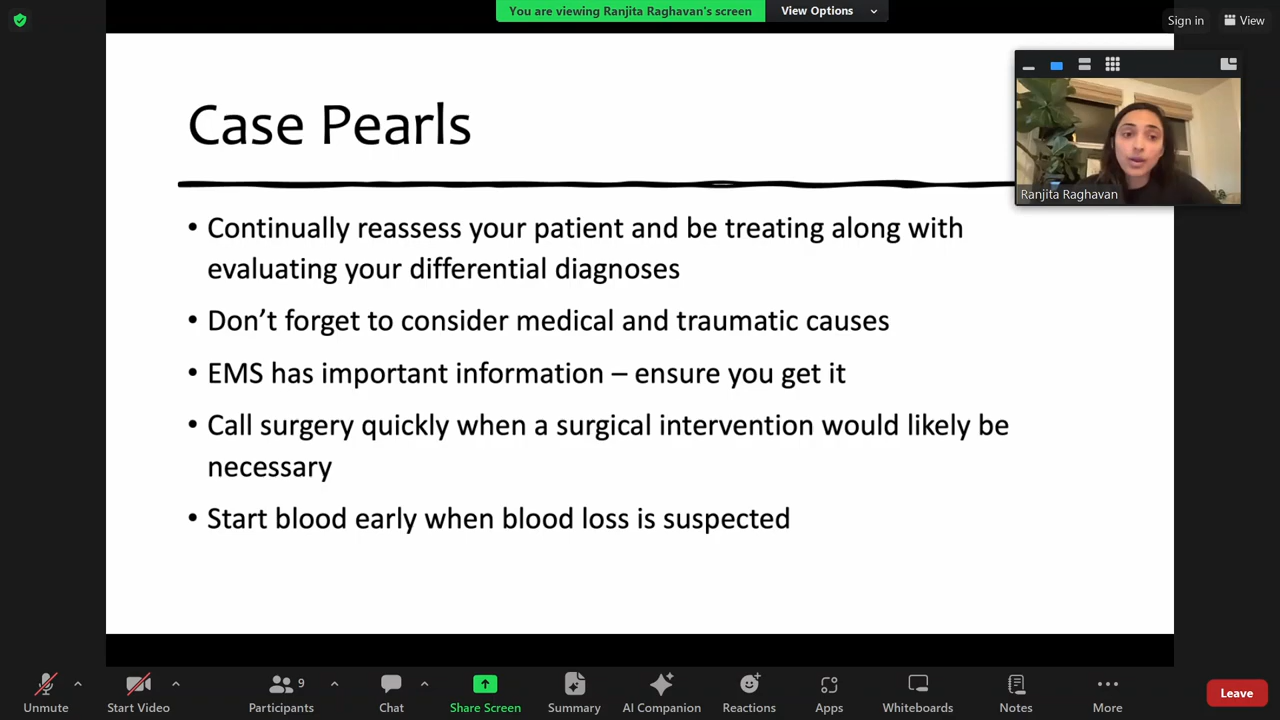 You are viewing Ranjita Raghavan's screen
View Options
Sign in
View
Case Pearls
Ranjita Raghavan
• Continually reassess your patient and be treating along with
evaluating your differential diagnoses
• Don’t forget to consider medical and traumatic causes
• EMS has important information – ensure you get it
• Call surgery quickly when a surgical intervention would likely be
necessary
• Start blood early when blood loss is suspected
9
Unmute
Start Video
Participants
Chat
Share Screen
Summary
AI Companion
Reactions
Apps
Whiteboards
Notes
More
Leave